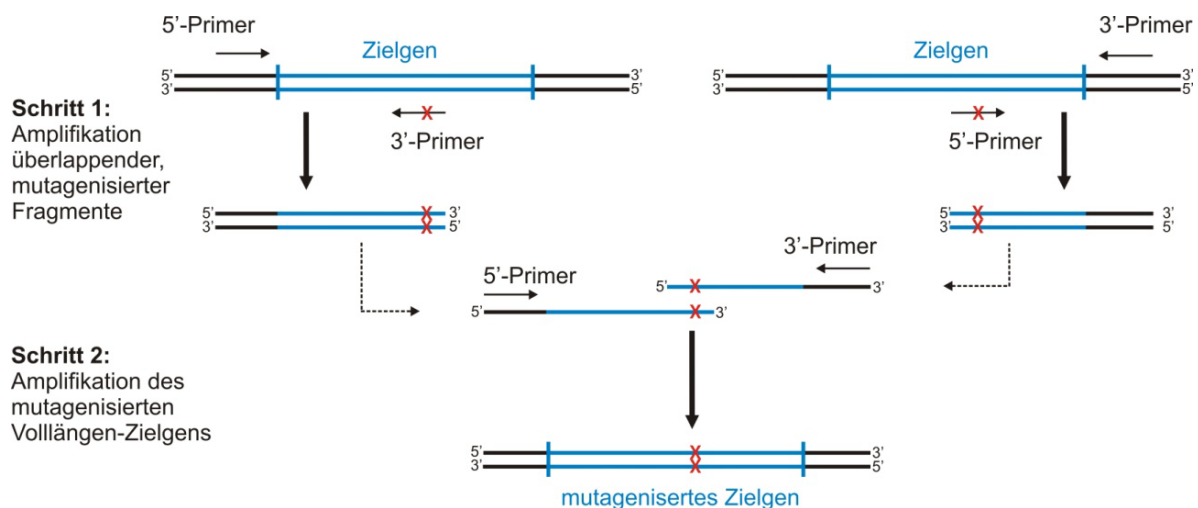 5'-Primer
Zielgen
5'
3'
3'
5'
3'-Primer
Zielgen
3'-Primer
5'
3'
3'
5'
5'-Primer
Schritt 1:
Amplifikation
überlappender,
mutagenisierter
Fragmente
X
X
5'
3'
X
3'
5'
X
5'
3'
X
3'
5'
X
5'-Primer
3'-Primer
5'
X
3'
5'
X
3'
Schritt 2:
Amplifikation des
mutagenisierten
Volllängen-Zielgens
5'
3'
X
3'
5'
X
mutagenisertes Zielgen